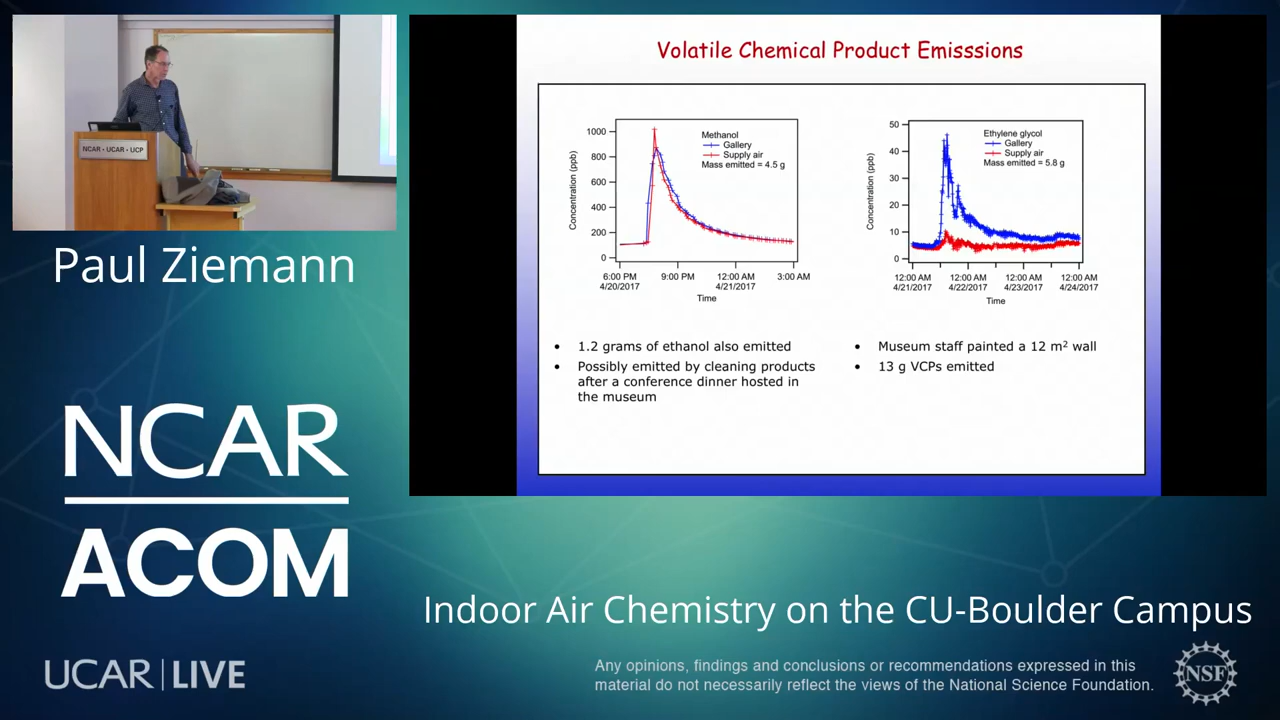 Volatile Chemical Product Emisssions
1000
800
600
400
200
0
Concentration (ppb)
Methanol
Gallery
Supply air
Mass emitted = 4.5 g
6:00 PM 9:00 PM 12:00 AM 3:00 AM
4/20/2017 4/21/2017
Time
50
40
30
20
10
0
Concentration (ppb)
Ethylene glycol
Gallery
Supply air
Mass emitted = 5.8 g
12:00 AM 12:00 AM 12:00 AM 12:00 AM
4/21/2017 4/22/2017 4/23/2017 4/24/2017
Time
• 1.2 grams of ethanol also emitted
• Possibly emitted by cleaning products
after a conference dinner hosted in
the museum
• Museum staff painted a 12 m² wall
• 13 g VCPs emitted
NCAR • UCAR • UCP
Paul Ziemann
NCAR
ACOM
Indoor Air Chemistry on the CU-Boulder Campus
UCAR | LIVE
Any opinions, findings and conclusions or recommendations expressed in this
material do not necessarily reflect the views of the National Science Foundation.
NSF